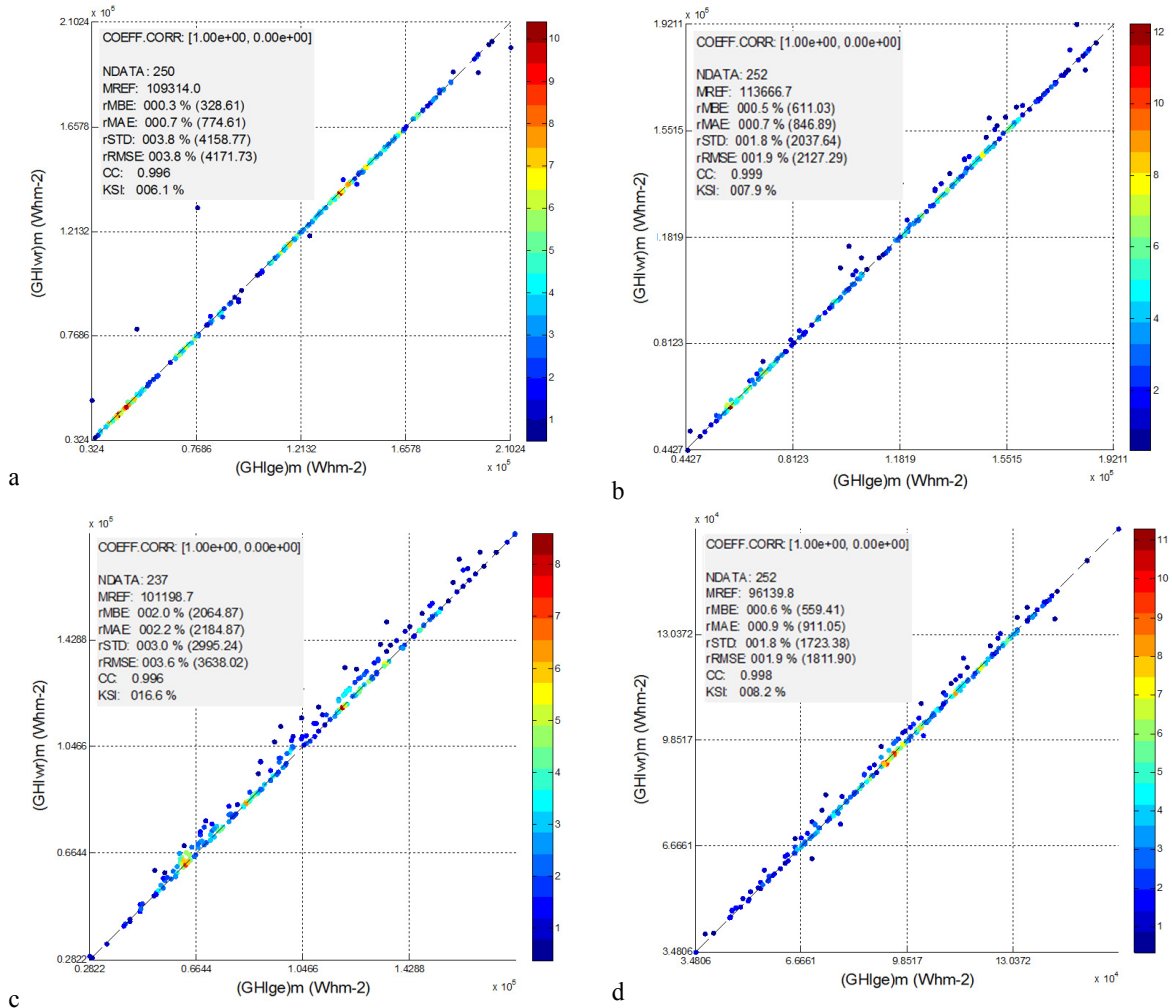 x 10^5
2.1024
1.6578
1.2132
0.7686
0.324
(GHIwr)m (Whm-2)
COEFF.CORR: [1.00e+00, 0.00e+00]
NDATA: 250
MREF: 109314.0
rMBE: 000.3 % (328.61)
rMAE: 000.7 % (774.61)
rSTD: 003.8 % (4158.77)
rRMSE: 003.8 % (4171.73)
CC: 0.996
KSI: 006.1 %
0.324 0.7686 1.2132 1.6578 2.1024
(GHIge)m (Whm-2)
x 10^5
10
9
8
7
6
5
4
3
2
1
a
x 10^5
1.9211
1.5515
1.1819
0.8123
0.4427
(GHIwr)m (Whm-2)
COEFF.CORR: [1.00e+00, 0.00e+00]
NDATA: 252
MREF: 113666.7
rMBE: 000.5 % (611.03)
rMAE: 000.7 % (846.89)
rSTD: 001.8 % (2037.64)
rRMSE: 001.9 % (2127.29)
CC: 0.999
KSI: 007.9 %
0.4427 0.8123 1.1819 1.5515 1.9211
(GHIge)m (Whm-2)
x 10^5
12
10
8
6
4
2
b
x 10^5
1.4288
1.0466
0.6644
0.2822
(GHIwr)m (Whm-2)
COEFF.CORR: [1.00e+00, 0.00e+00]
NDATA: 237
MREF: 101198.7
rMBE: 002.0 % (2064.87)
rMAE: 002.2 % (2184.87)
rSTD: 003.0 % (2995.24)
rRMSE: 003.6 % (3638.02)
CC: 0.996
KSI: 016.6 %
0.2822 0.6644 1.0466 1.4288
(GHIge)m (Whm-2)
x 10^5
8
7
6
5
4
3
2
1
c
x 10^4
13.0372
9.8517
6.6661
3.4806
(GHIwr)m (Whm-2)
COEFF.CORR: [1.00e+00, 0.00e+00]
NDATA: 252
MREF: 96139.8
rMBE: 000.6 % (559.41)
rMAE: 000.9 % (911.05)
rSTD: 001.8 % (1723.38)
rRMSE: 001.9 % (1811.90)
CC: 0.998
KSI: 008.2 %
3.4806 6.6661 9.8517 13.0372
(GHIge)m (Whm-2)
x 10^4
11
10
9
8
7
6
5
4
3
2
1
d